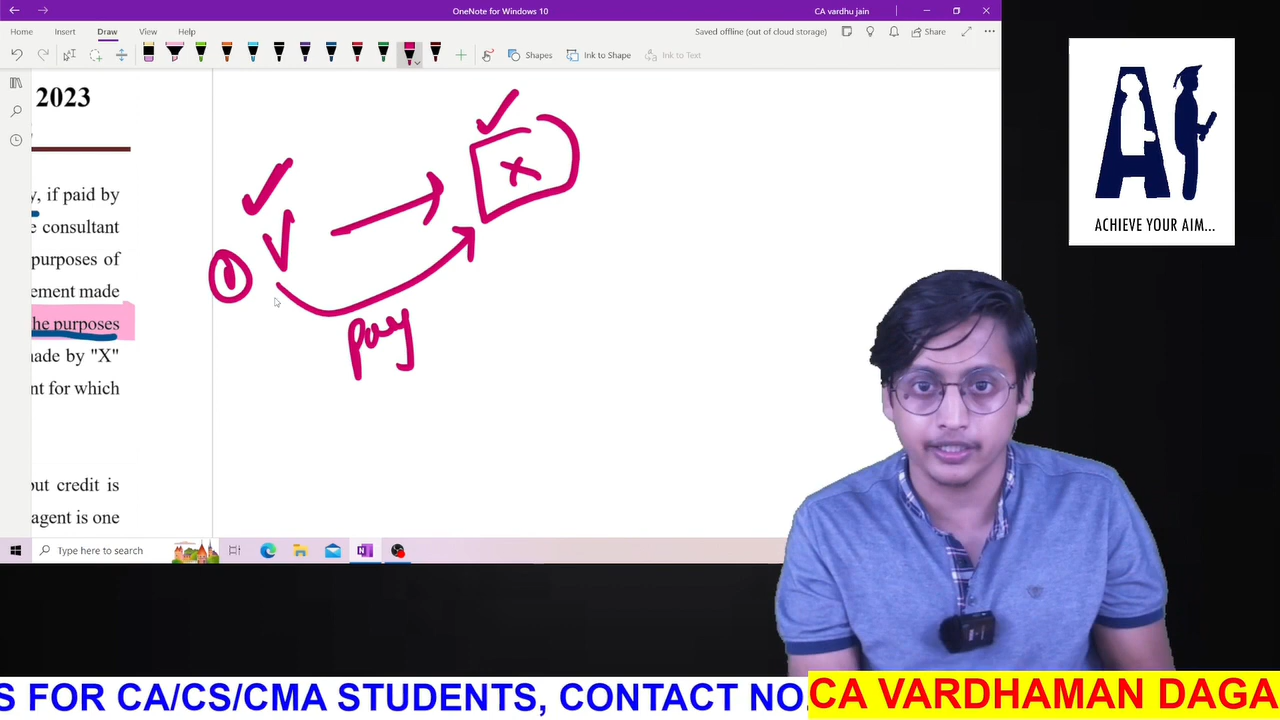 OneNote for Windows 10
CA vardhu jain
Home Insert Draw View Help
Saved offline (out of cloud storage)
Share
Shapes
Ink to Shape
Ink to Text
2023
y, if paid by
e consultant
purposes of
ement made
he purposes
nade by "X"
nt for which
out credit is
agent is one
V
X
①
pay
Type here to search
A
ACHIEVE YOUR AIM...
S FOR CA/CS/CMA STUDENTS, CONTACT NO.
CA VARDHAMAN DAGA